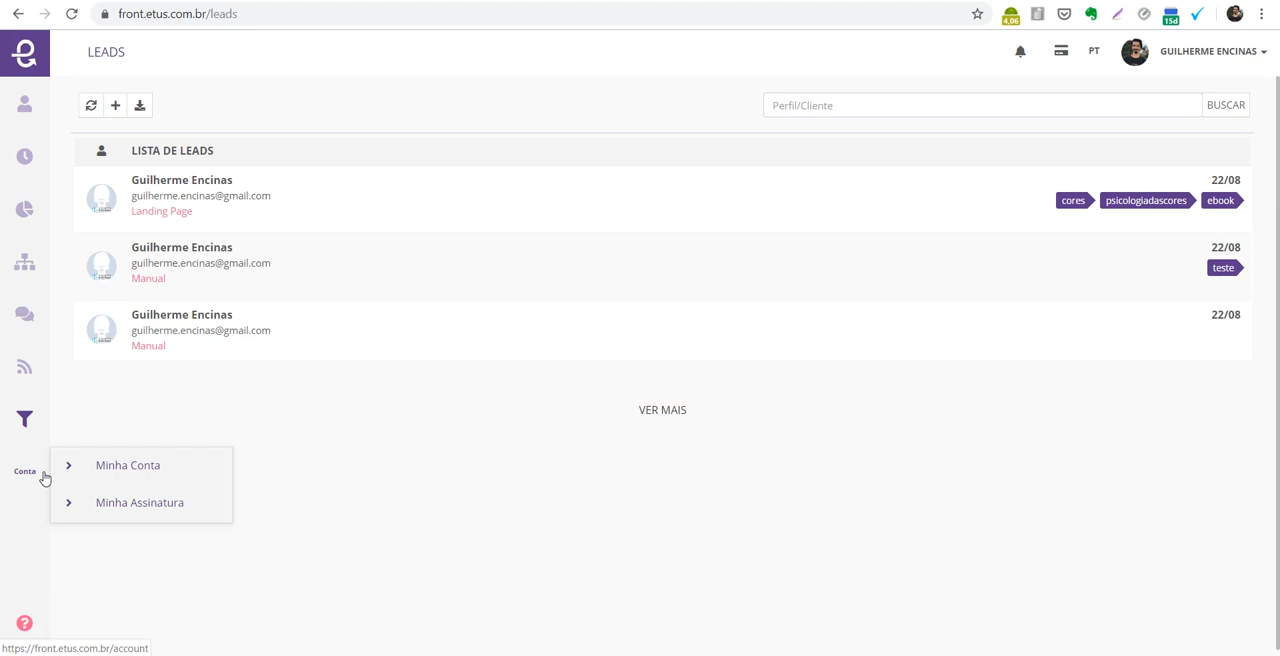 front.etus.com.br/leads
4,06
15d
LEADS
PT
GUILHERME ENCINAS
Perfil/Cliente
BUSCAR
LISTA DE LEADS
Guilherme Encinas
22/08
guilherme.encinas@gmail.com
cores
psicologiadascores
ebook
Landing Page
Guilherme Encinas
22/08
guilherme.encinas@gmail.com
teste
Manual
Guilherme Encinas
22/08
guilherme.encinas@gmail.com
Manual
VER MAIS
Conta
Minha Conta
Minha Assinatura
?
https://front.etus.com.br/account